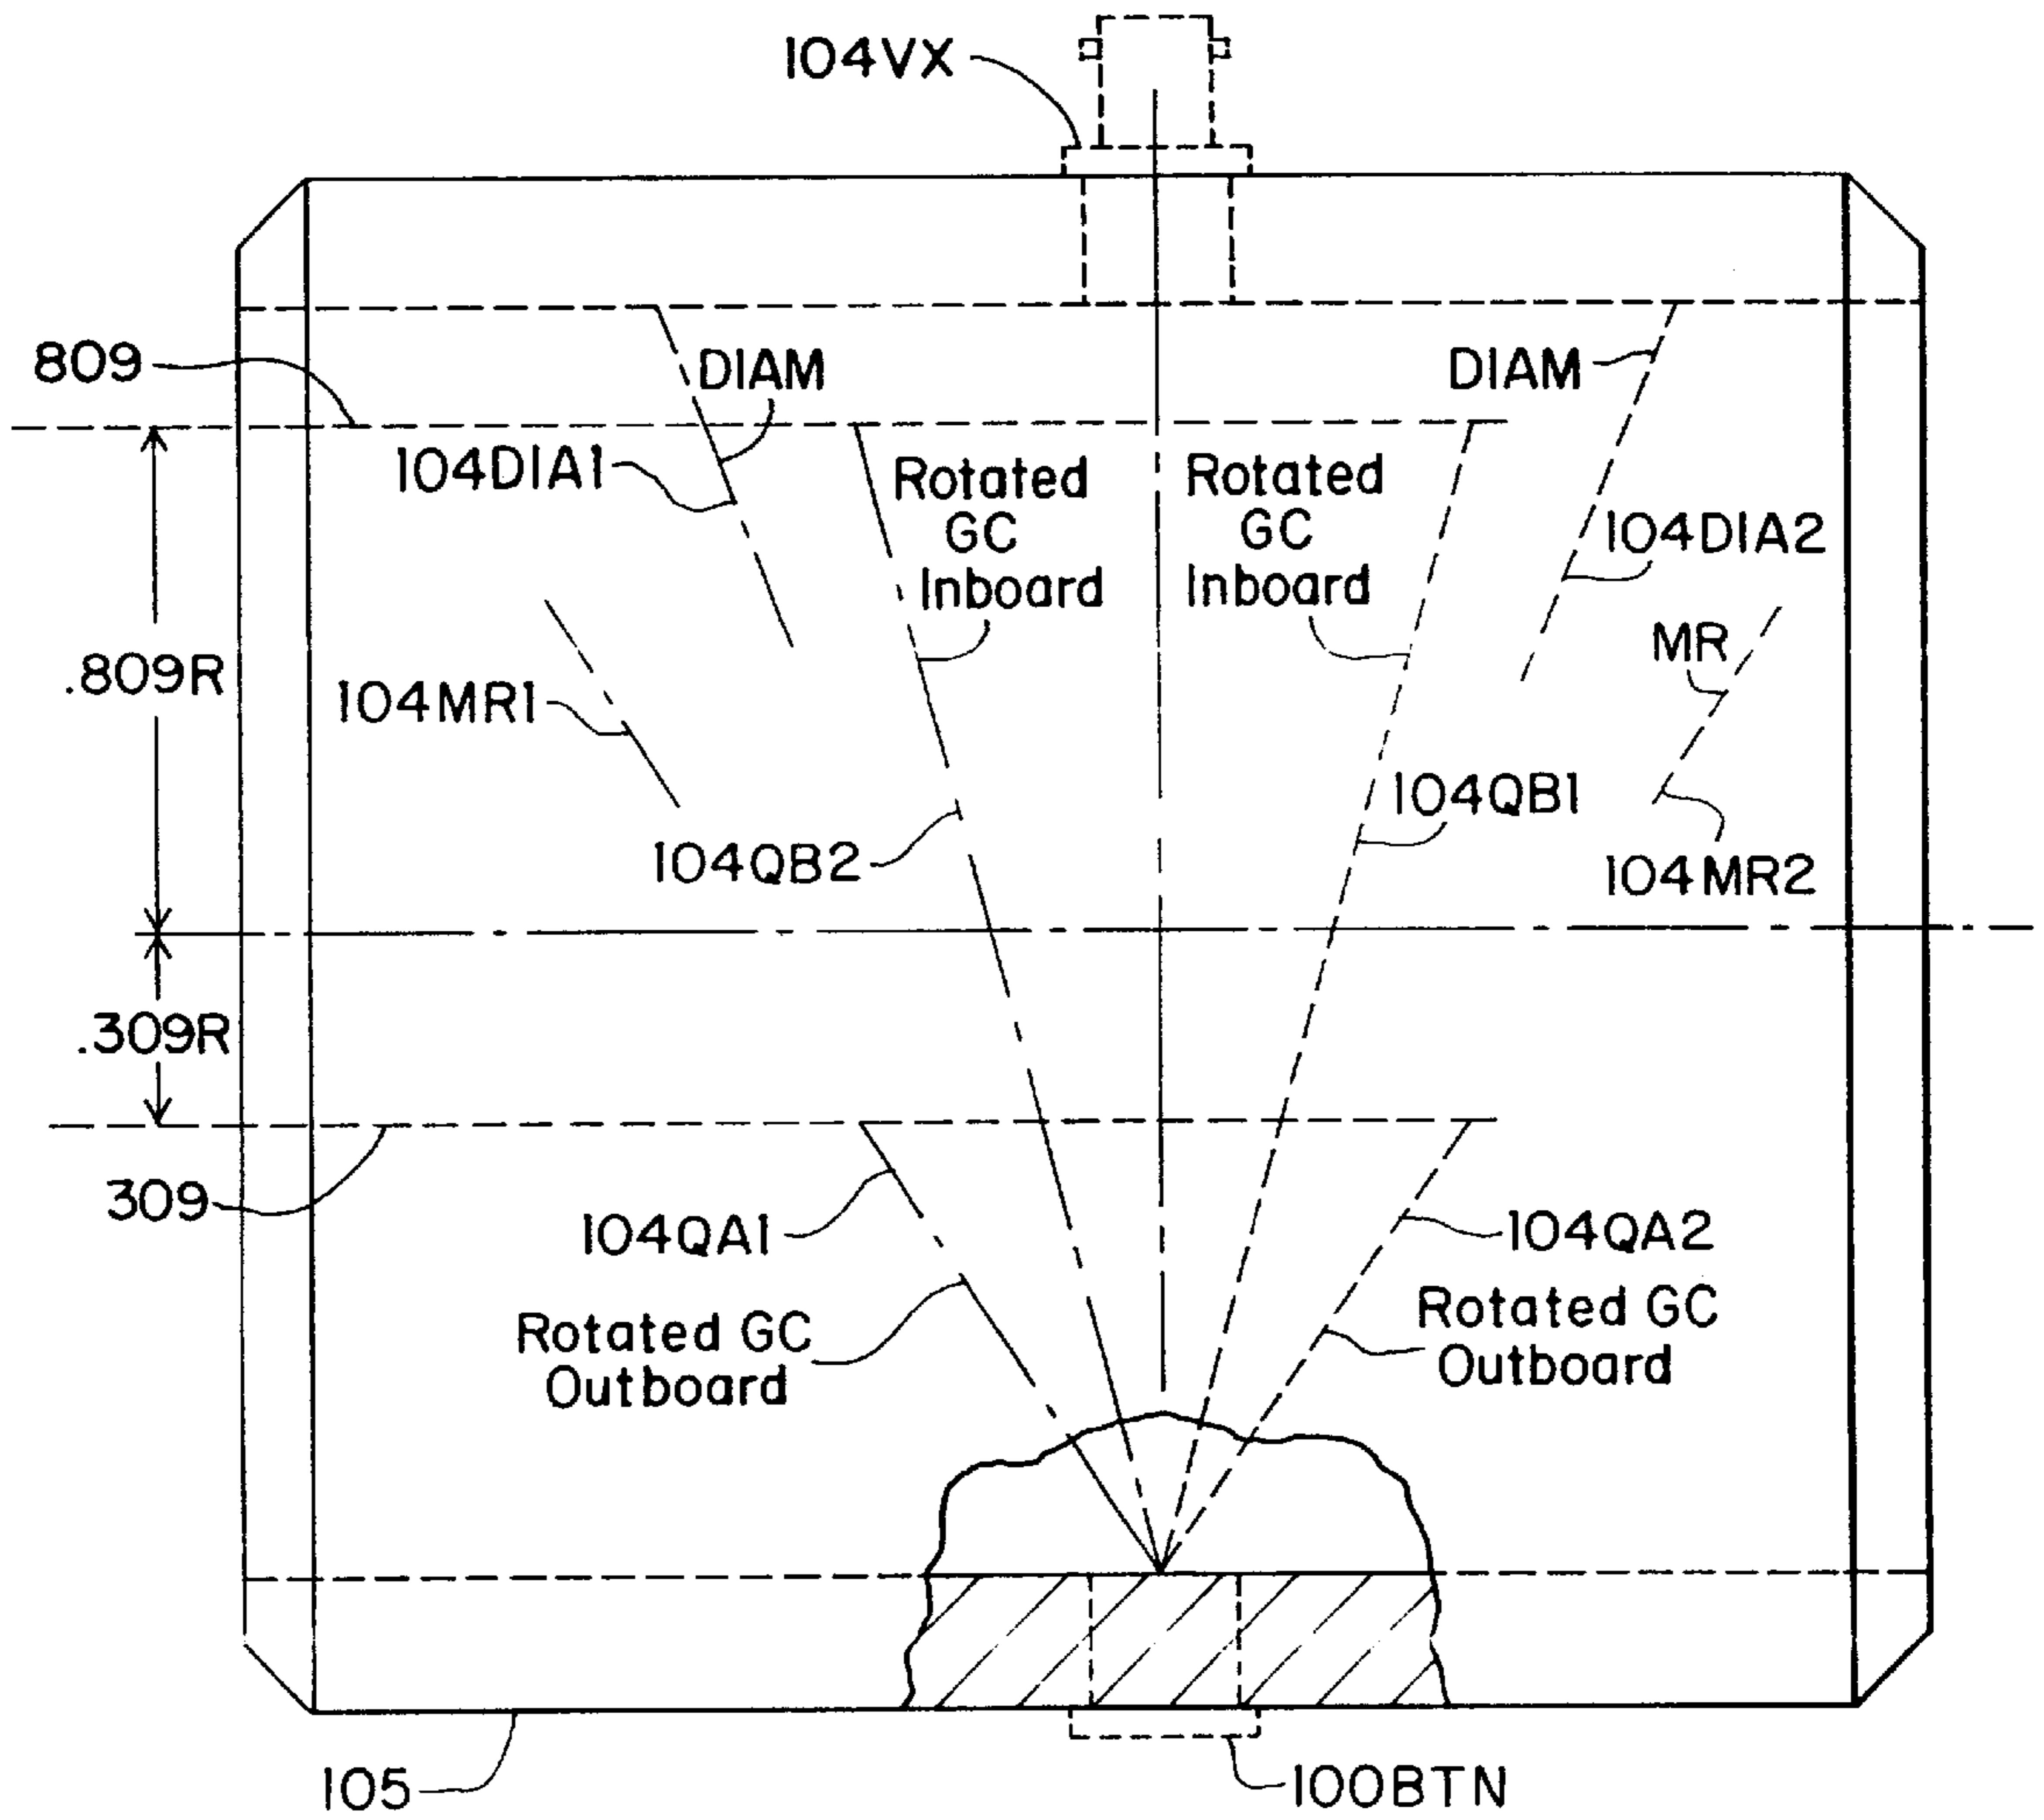 104VX
809
DIAM
DIAM
104DIA1
Rotated
GC
Inboard
Rotated
GC
Inboard
104DIA2
.809R
104MR1
MR
104QB2
104QB1
104MR2
.309R
309
104QA1
104QA2
Rotated GC
Outboard
Rotated GC
Outboard
105
100BTN